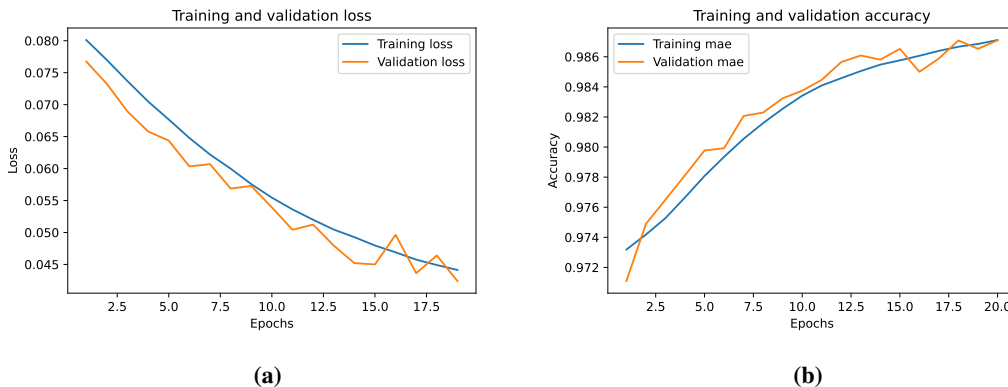 Training and validation loss
0.080
0.075
0.070
0.065
0.060
0.055
0.050
0.045
Loss
Training loss
Validation loss
2.5 5.0 7.5 10.0 12.5 15.0 17.5
Epochs
(a)
Training and validation accuracy
0.986
0.984
0.982
0.980
0.978
0.976
0.974
0.972
Accuracy
Training mae
Validation mae
2.5 5.0 7.5 10.0 12.5 15.0 17.5 20.0
Epochs
(b)